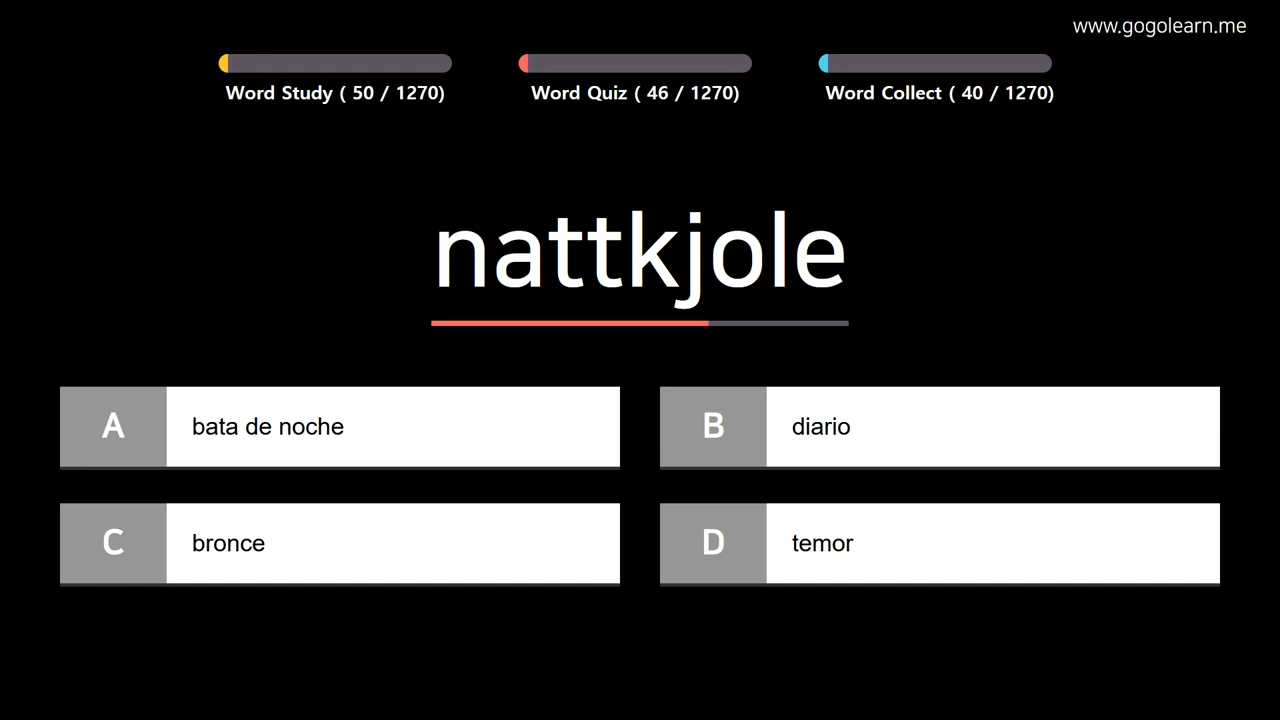 www.gogolearn.me
Word Study ( 50 / 1270)
Word Quiz ( 46 / 1270)
Word Collect ( 40 / 1270)
nattkjole
A
bata de noche
B
diario
C
bronce
D
temor